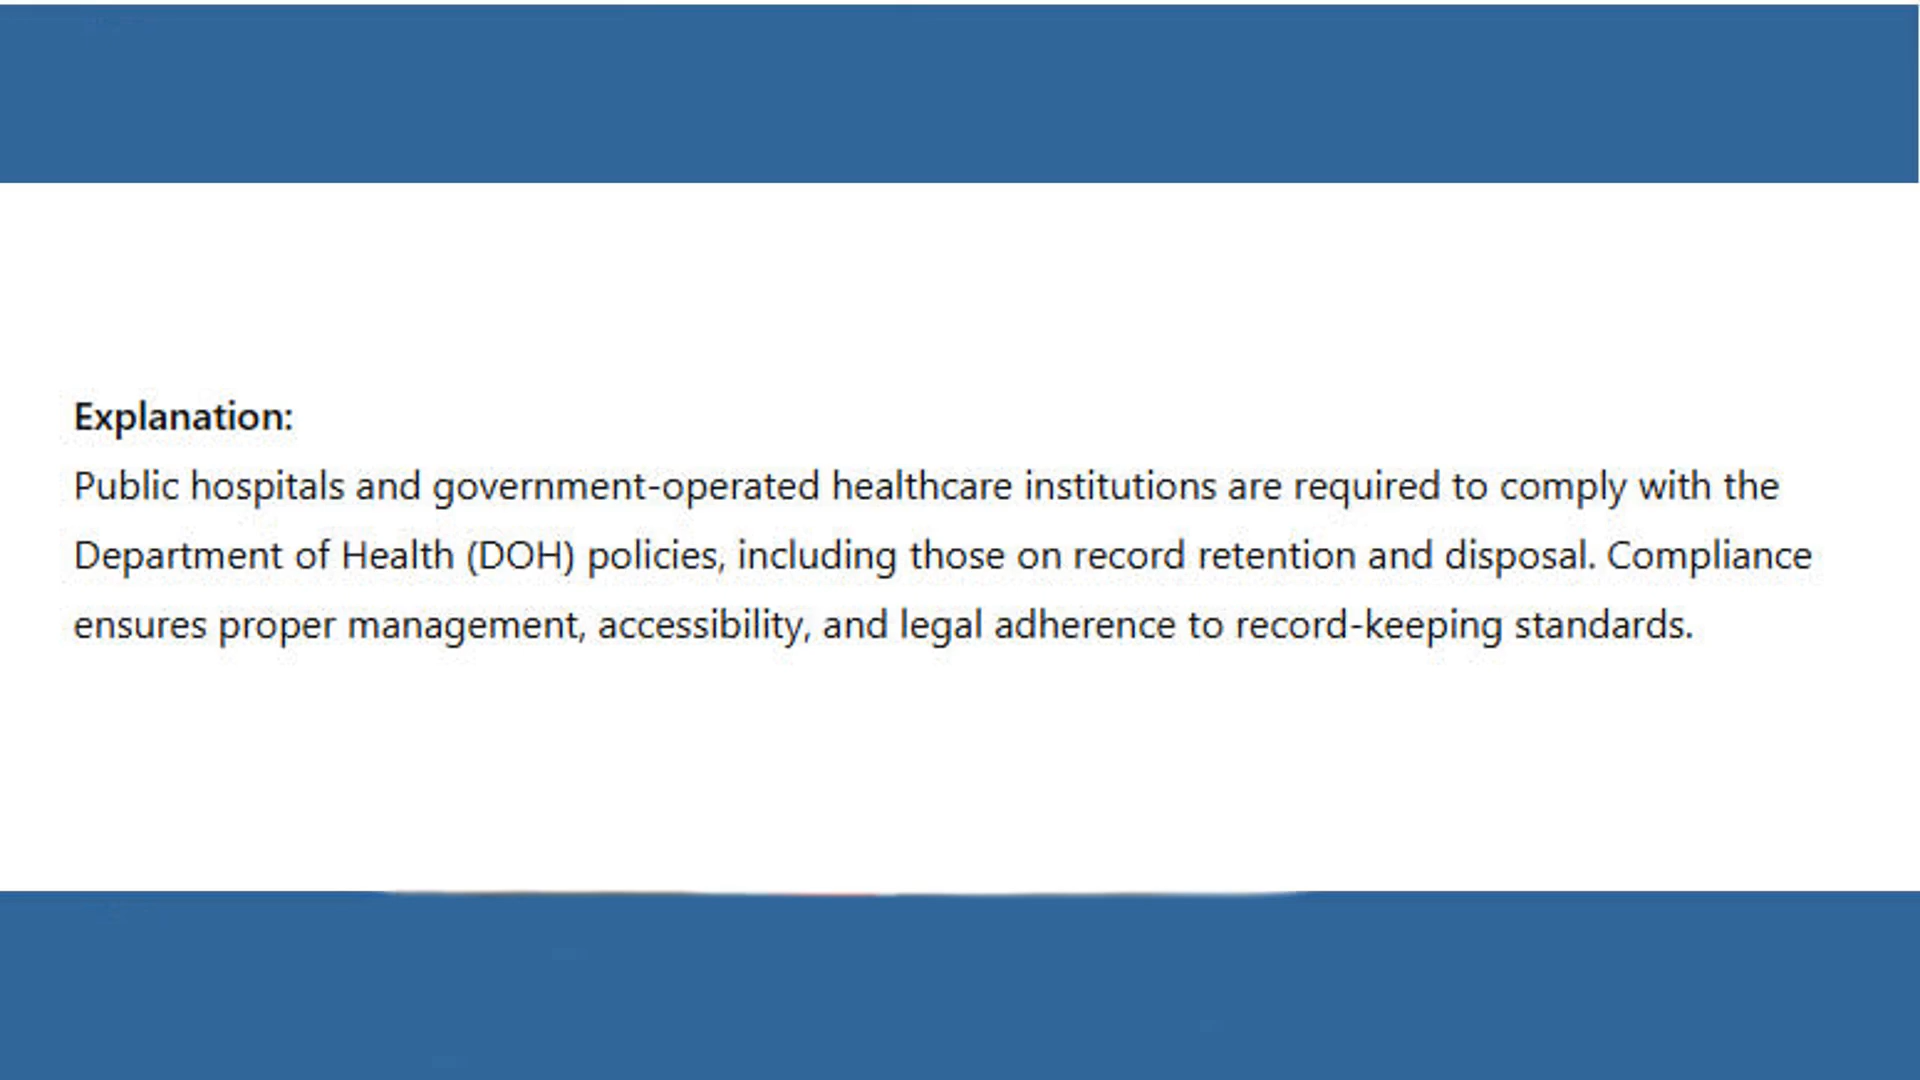 Explanation:
Public hospitals and government-operated healthcare institutions are required to comply with the
Department of Health (DOH) policies, including those on record retention and disposal. Compliance
ensures proper management, accessibility, and legal adherence to record-keeping standards.